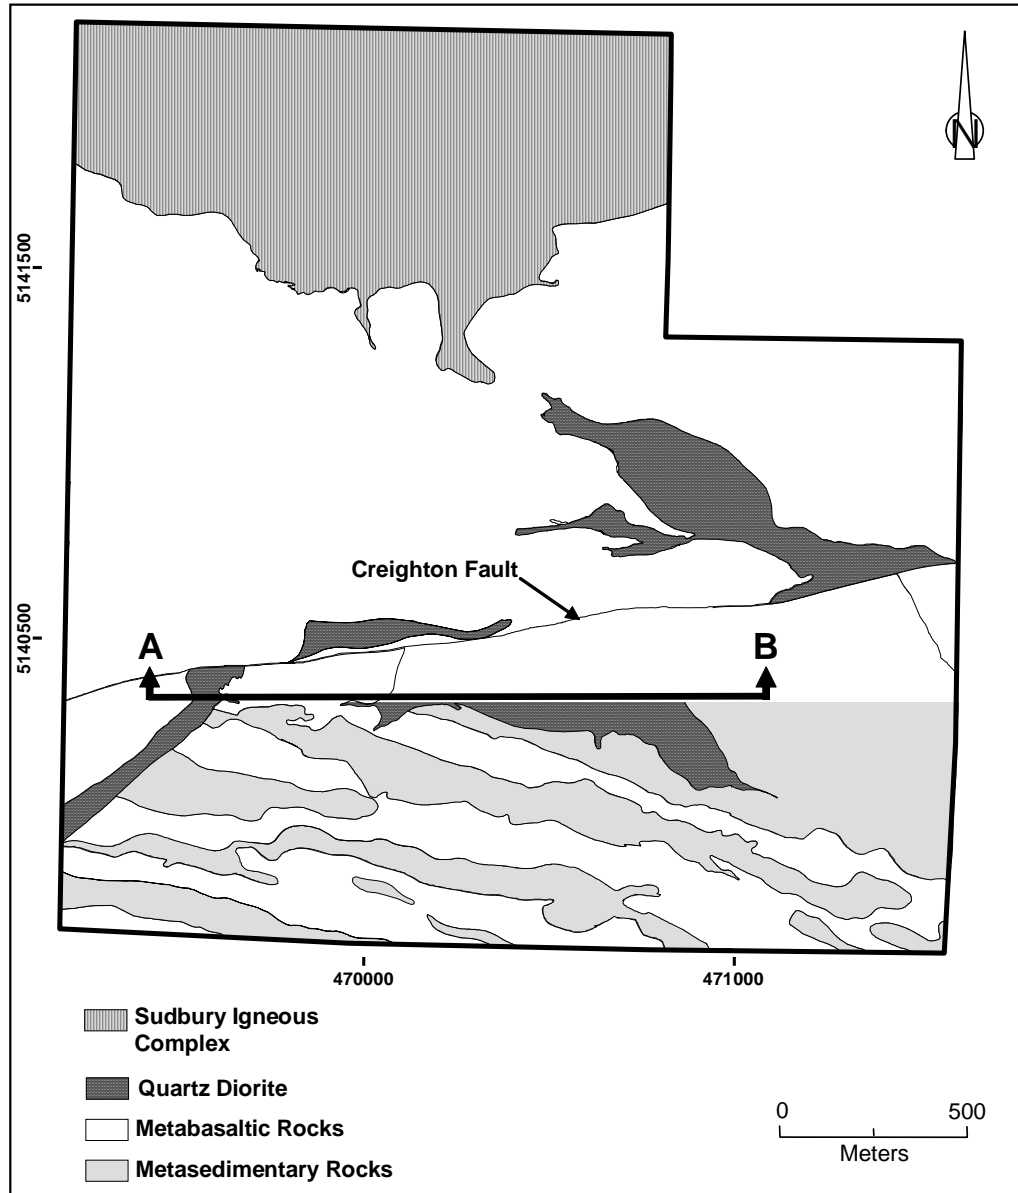 N
5141500
Creighton Fault
5140500
A
B
470000
471000
Sudbury Igneous
Complex
Quartz Diorite
Metabasaltic Rocks
Metasedimentary Rocks
0
500
Meters